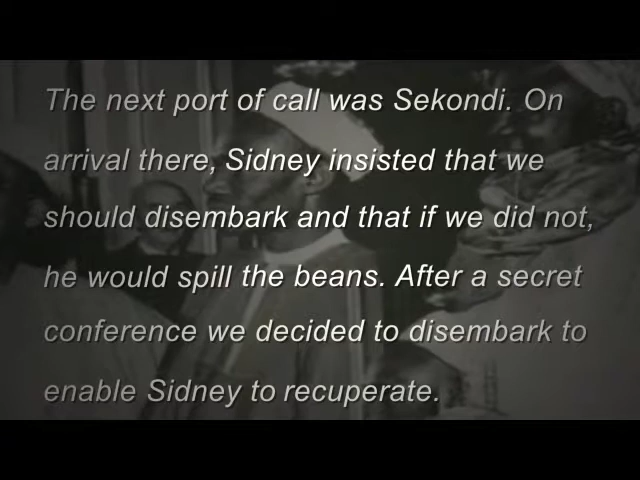 The next port of call was Sekondi. On
arrival there, Sidney insisted that we
should disembark and that if we did not,
he would spill the beans. After a secret
conference we decided to disembark to
enable Sidney to recuperate.